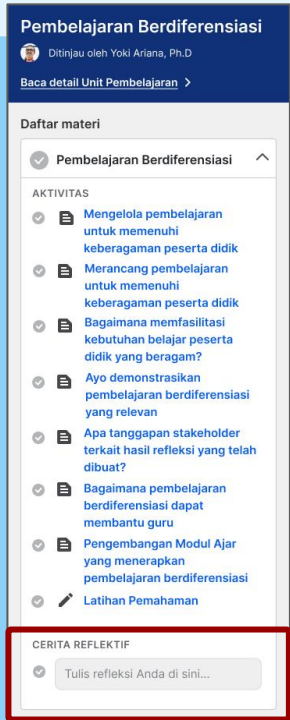 Pembelajaran Berdiferensiasi
Ditinjau oleh Yoki Ariana, Ph.D
Baca detail Unit Pembelajaran >
Daftar materi
Pembelajaran Berdiferensiasi
AKTIVITAS
Mengelola pembelajaran
untuk memenuhi
keberagaman peserta didik
Merancang pembelajaran
untuk memenuhi
keberagaman peserta didik
Bagaimana memfasilitasi
kebutuhan belajar peserta
didik yang beragam?
Ayo demonstrasikan
pembelajaran berdiferensiasi
yang relevan
Apa tanggapan stakeholder
terkait hasil refleksi yang telah
dibuat?
Bagaimana pembelajaran
berdiferensiasi dapat
membantu guru
Pengembangan Modul Ajar
yang menerapkan
pembelajaran berdiferensiasi
Latihan Pemahaman
CERITA REFLEKTIF
Tulis refleksi Anda di sini...